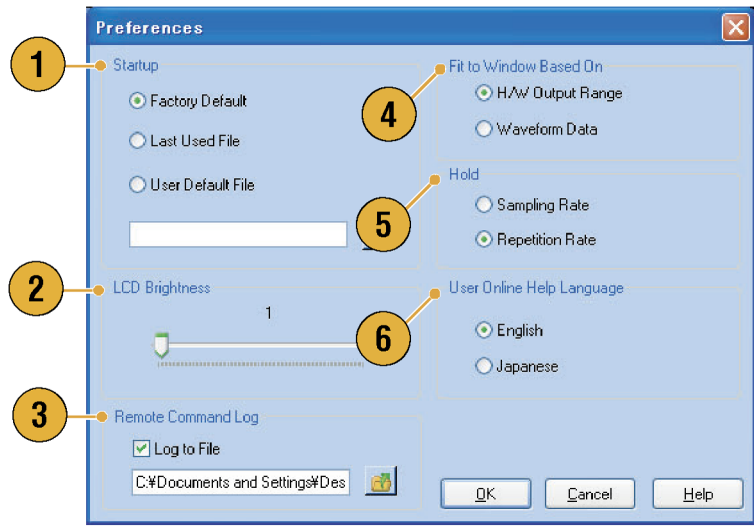 Preferences
1
Startup
Factory Default
Last Used File
User Default File
2
LCD Brightness
1
3
Remote Command Log
Log to File
C:¥Documents and Settings¥Des
4
Fit to Window Based On
H/W Output Range
Waveform Data
5
Hold
Sampling Rate
Repetition Rate
6
User Online Help Language
English
Japanese
OK
Cancel
Help